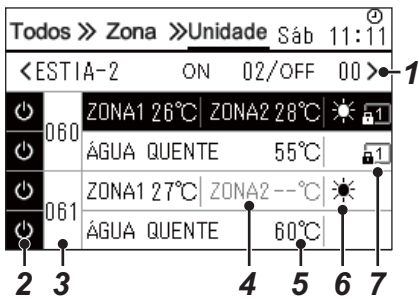 Todos » Zona »Unidade Sáb 11:11
<ESTIA-2 ON 02/OFF 00> 1
060 ZONA1 26℃ ZONA2 28℃ 1
ÁGUA QUENTE 55℃ 1
061 ZONA1 27℃ ZONA2 --℃
ÁGUA QUENTE 60℃
2 3 4 5 6 7